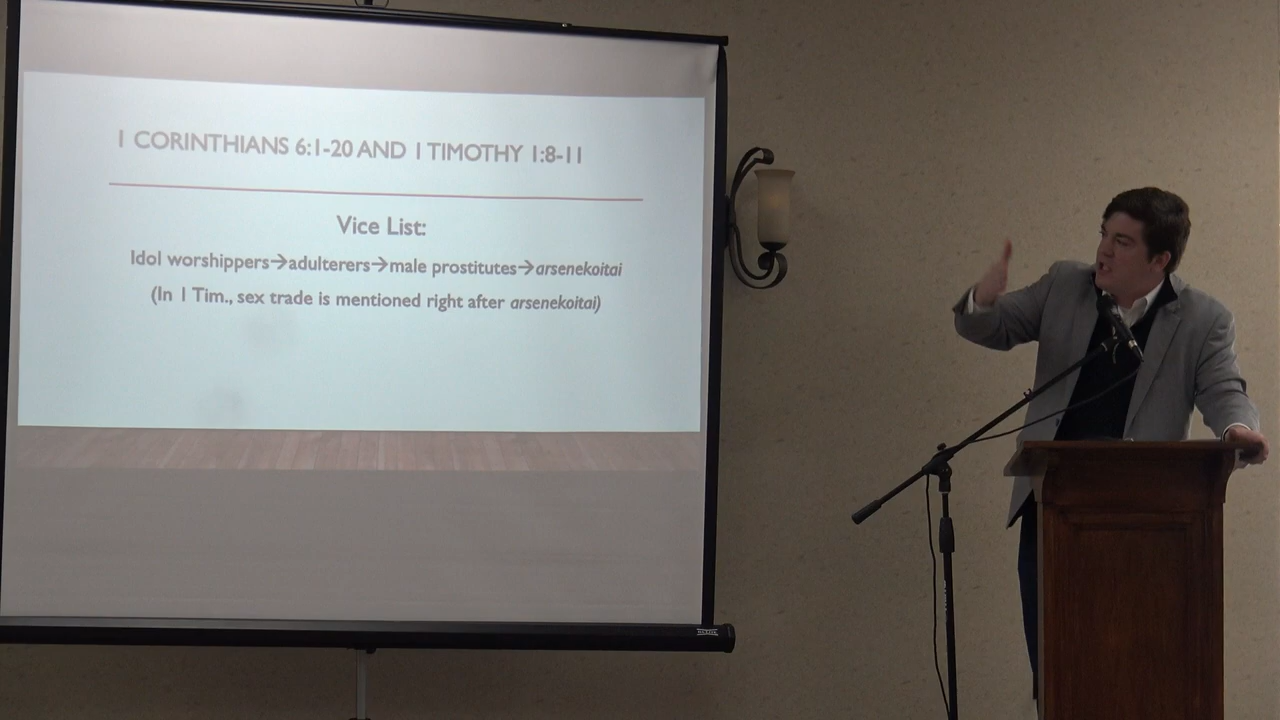 1 CORINTHIANS 6:1-20 AND 1 TIMOTHY 1:8-11
Vice List:
Idol worshippers→adulterers→male prostitutes→arsenekoitai
(In 1 Tim., sex trade is mentioned right after arsenekoitai)